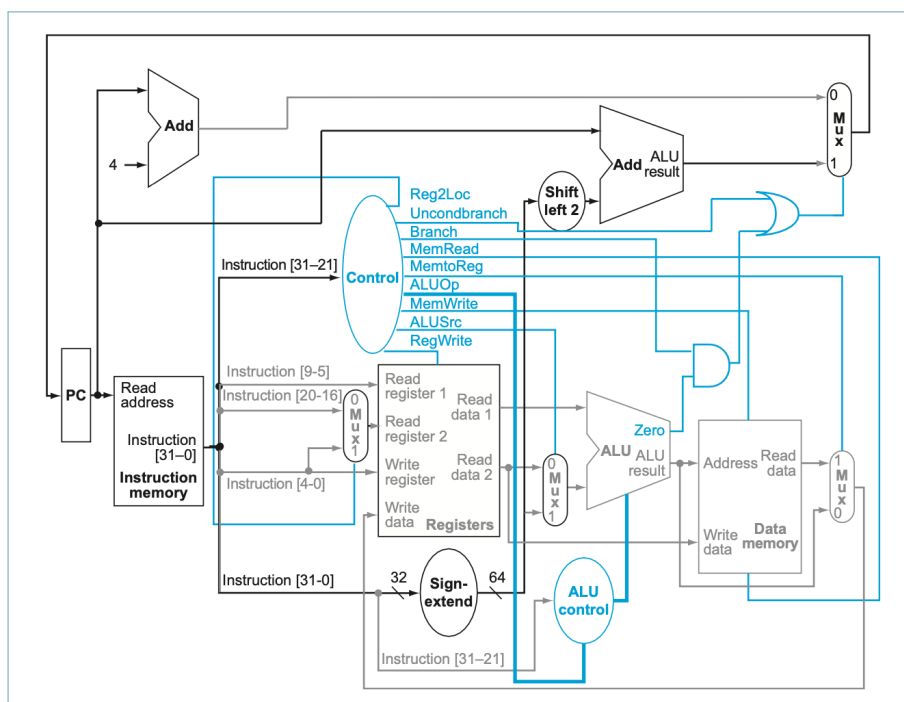 0
Add
Mux
4
Add
ALU
result
1
Shift
left 2
Reg2Loc
Uncondbranch
Branch
MemRead
Instruction [31–21]
Control
MemtoReg
ALUOp
MemWrite
ALUSrc
RegWrite
PC
Read
address
Instruction
[31–0]
Instruction
memory
Instruction [9-5]
Instruction [20-16]
Instruction [4-0]
0
Mux
1
Read
register 1
Read
register 2
Write
register
Write
data
Read
data 1
Read
data 2
Registers
0
Mux
1
Zero
ALU
ALU
result
Address
Read
data
Write
data
Data
memory
1
Mux
0
Instruction [31-0]
32
Sign-
extend
64
ALU
control
Instruction [31–21]